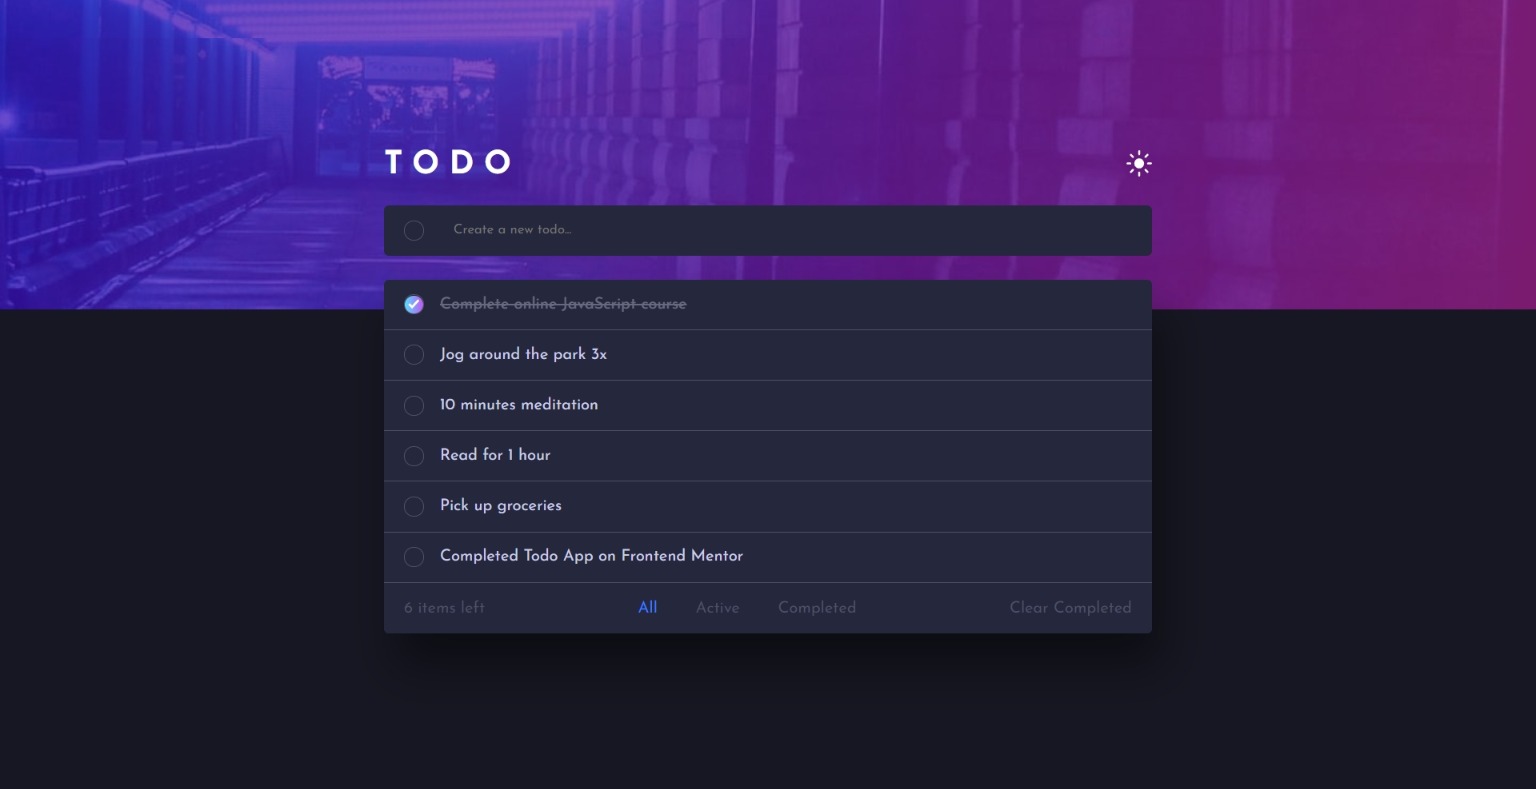 TODO
Create a new todo...
Complete online JavaScript course
Jog around the park 3x
10 minutes meditation
Read for 1 hour
Pick up groceries
Completed Todo App on Frontend Mentor
6 items left All Active Completed Clear Completed